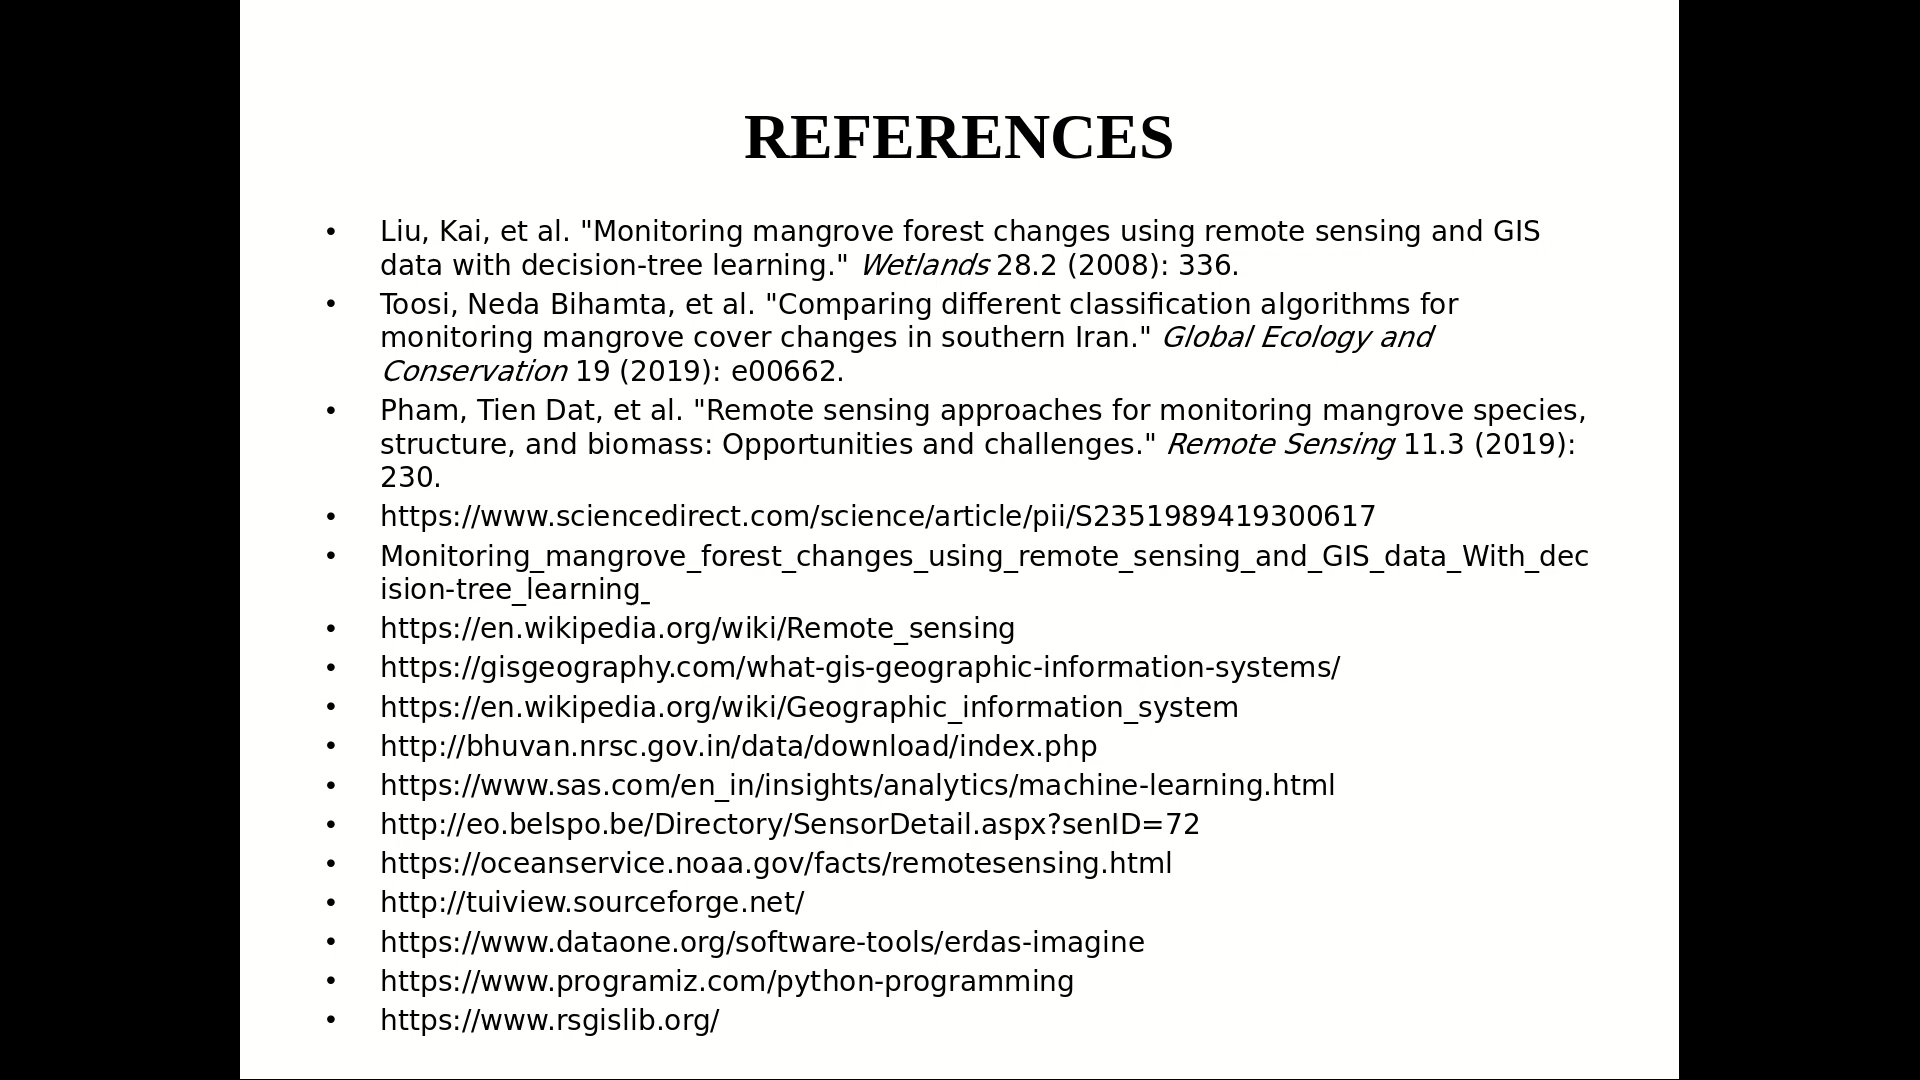 REFERENCES
• Liu, Kai, et al. "Monitoring mangrove forest changes using remote sensing and GIS
data with decision-tree learning." Wetlands 28.2 (2008): 336.
• Toosi, Neda Bihamta, et al. "Comparing different classification algorithms for
monitoring mangrove cover changes in southern Iran." Global Ecology and
Conservation 19 (2019): e00662.
• Pham, Tien Dat, et al. "Remote sensing approaches for monitoring mangrove species,
structure, and biomass: Opportunities and challenges." Remote Sensing 11.3 (2019):
230.
• https://www.sciencedirect.com/science/article/pii/S2351989419300617
• Monitoring_mangrove_forest_changes_using_remote_sensing_and_GIS_data_With_dec
ision-tree_learning_
• https://en.wikipedia.org/wiki/Remote_sensing
• https://gisgeography.com/what-gis-geographic-information-systems/
• https://en.wikipedia.org/wiki/Geographic_information_system
• http://bhuvan.nrsc.gov.in/data/download/index.php
• https://www.sas.com/en_in/insights/analytics/machine-learning.html
• http://eo.belspo.be/Directory/SensorDetail.aspx?senID=72
• https://oceanservice.noaa.gov/facts/remotesensing.html
• http://tuiview.sourceforge.net/
• https://www.dataone.org/software-tools/erdas-imagine
• https://www.programiz.com/python-programming
• https://www.rsgislib.org/